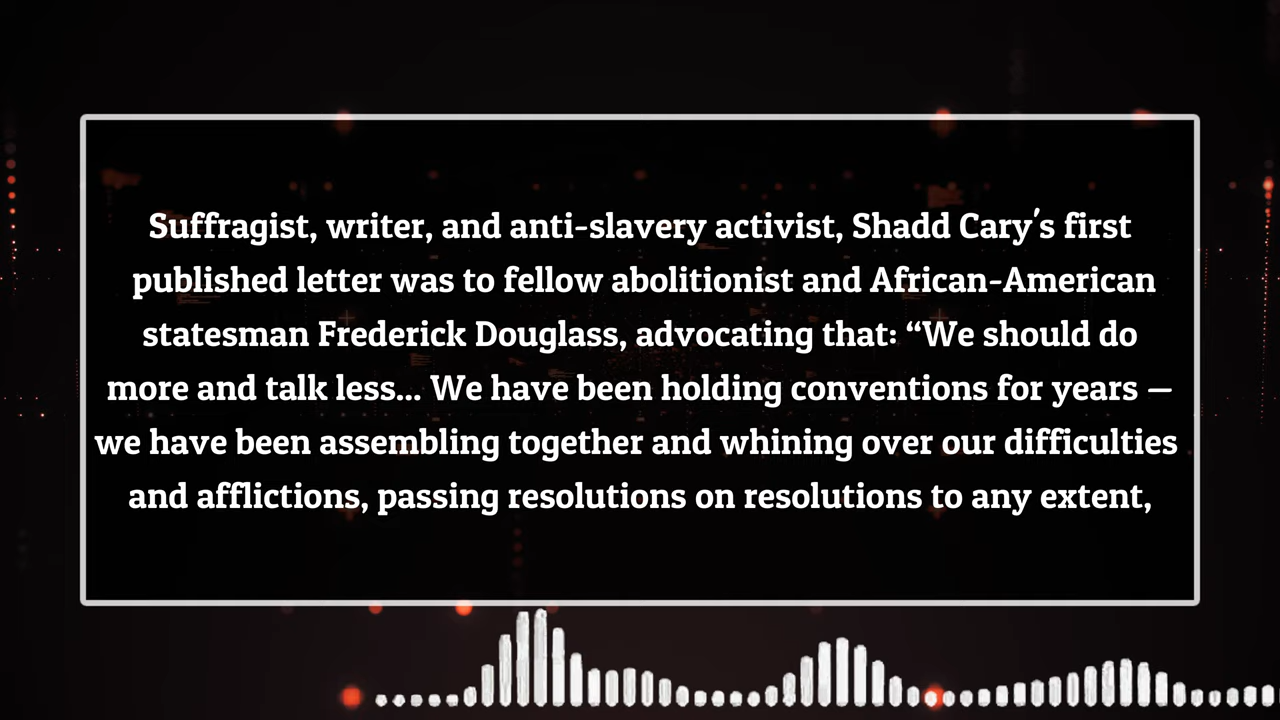 Suffragist, writer, and anti-slavery activist, Shadd Cary's first
published letter was to fellow abolitionist and African-American
statesman Frederick Douglass, advocating that: “We should do
more and talk less... We have been holding conventions for years —
we have been assembling together and whining over our difficulties
and afflictions, passing resolutions on resolutions to any extent,